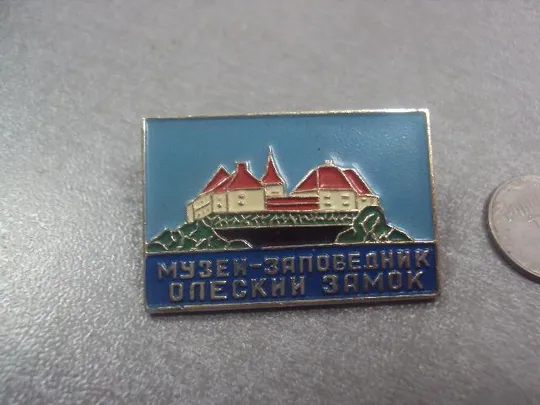 МУЗЕЙ-ЗАПОВЕДНИК
ОЛЕСКИЙ ЗАМОК